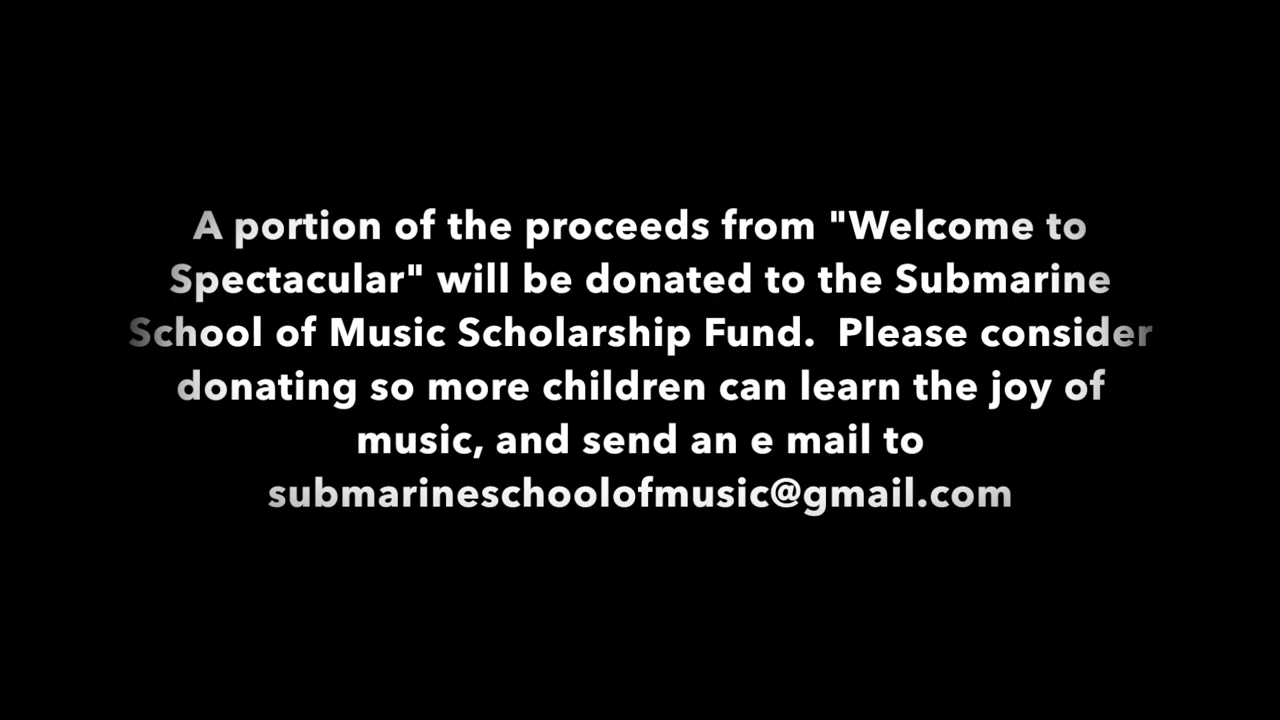 A portion of the proceeds from "Welcome to
Spectacular" will be donated to the Submarine
School of Music Scholarship Fund.  Please consider
donating so more children can learn the joy of
music, and send an e mail to
submarineschoolofmusic@gmail.com